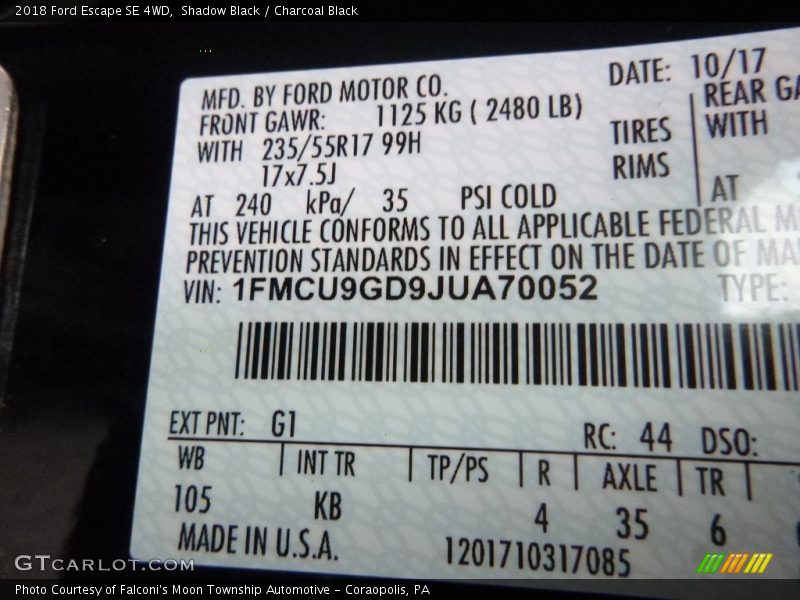 2018 Ford Escape SE 4WD, Shadow Black / Charcoal Black
MFD. BY FORD MOTOR CO.
DATE: 10/17
FRONT GAWR: 1125 KG ( 2480 LB)
REAR GA
WITH 235/55R17 99H
TIRES
WITH
17x7.5J
RIMS
AT 240 kPa/ 35 PSI COLD
AT
THIS VEHICLE CONFORMS TO ALL APPLICABLE FEDERAL M
PREVENTION STANDARDS IN EFFECT ON THE DATE OF MA
VIN: 1FMCU9GD9JUA70052
TYPE:
EXT PNT: G1
RC: 44 DSO:
WB INT TR TP/PS R AXLE TR
105 KB 4 35 6
MADE IN U.S.A.
1201710317085
GTcarlot.com
Photo Courtesy of Falconi's Moon Township Automotive - Coraopolis, PA